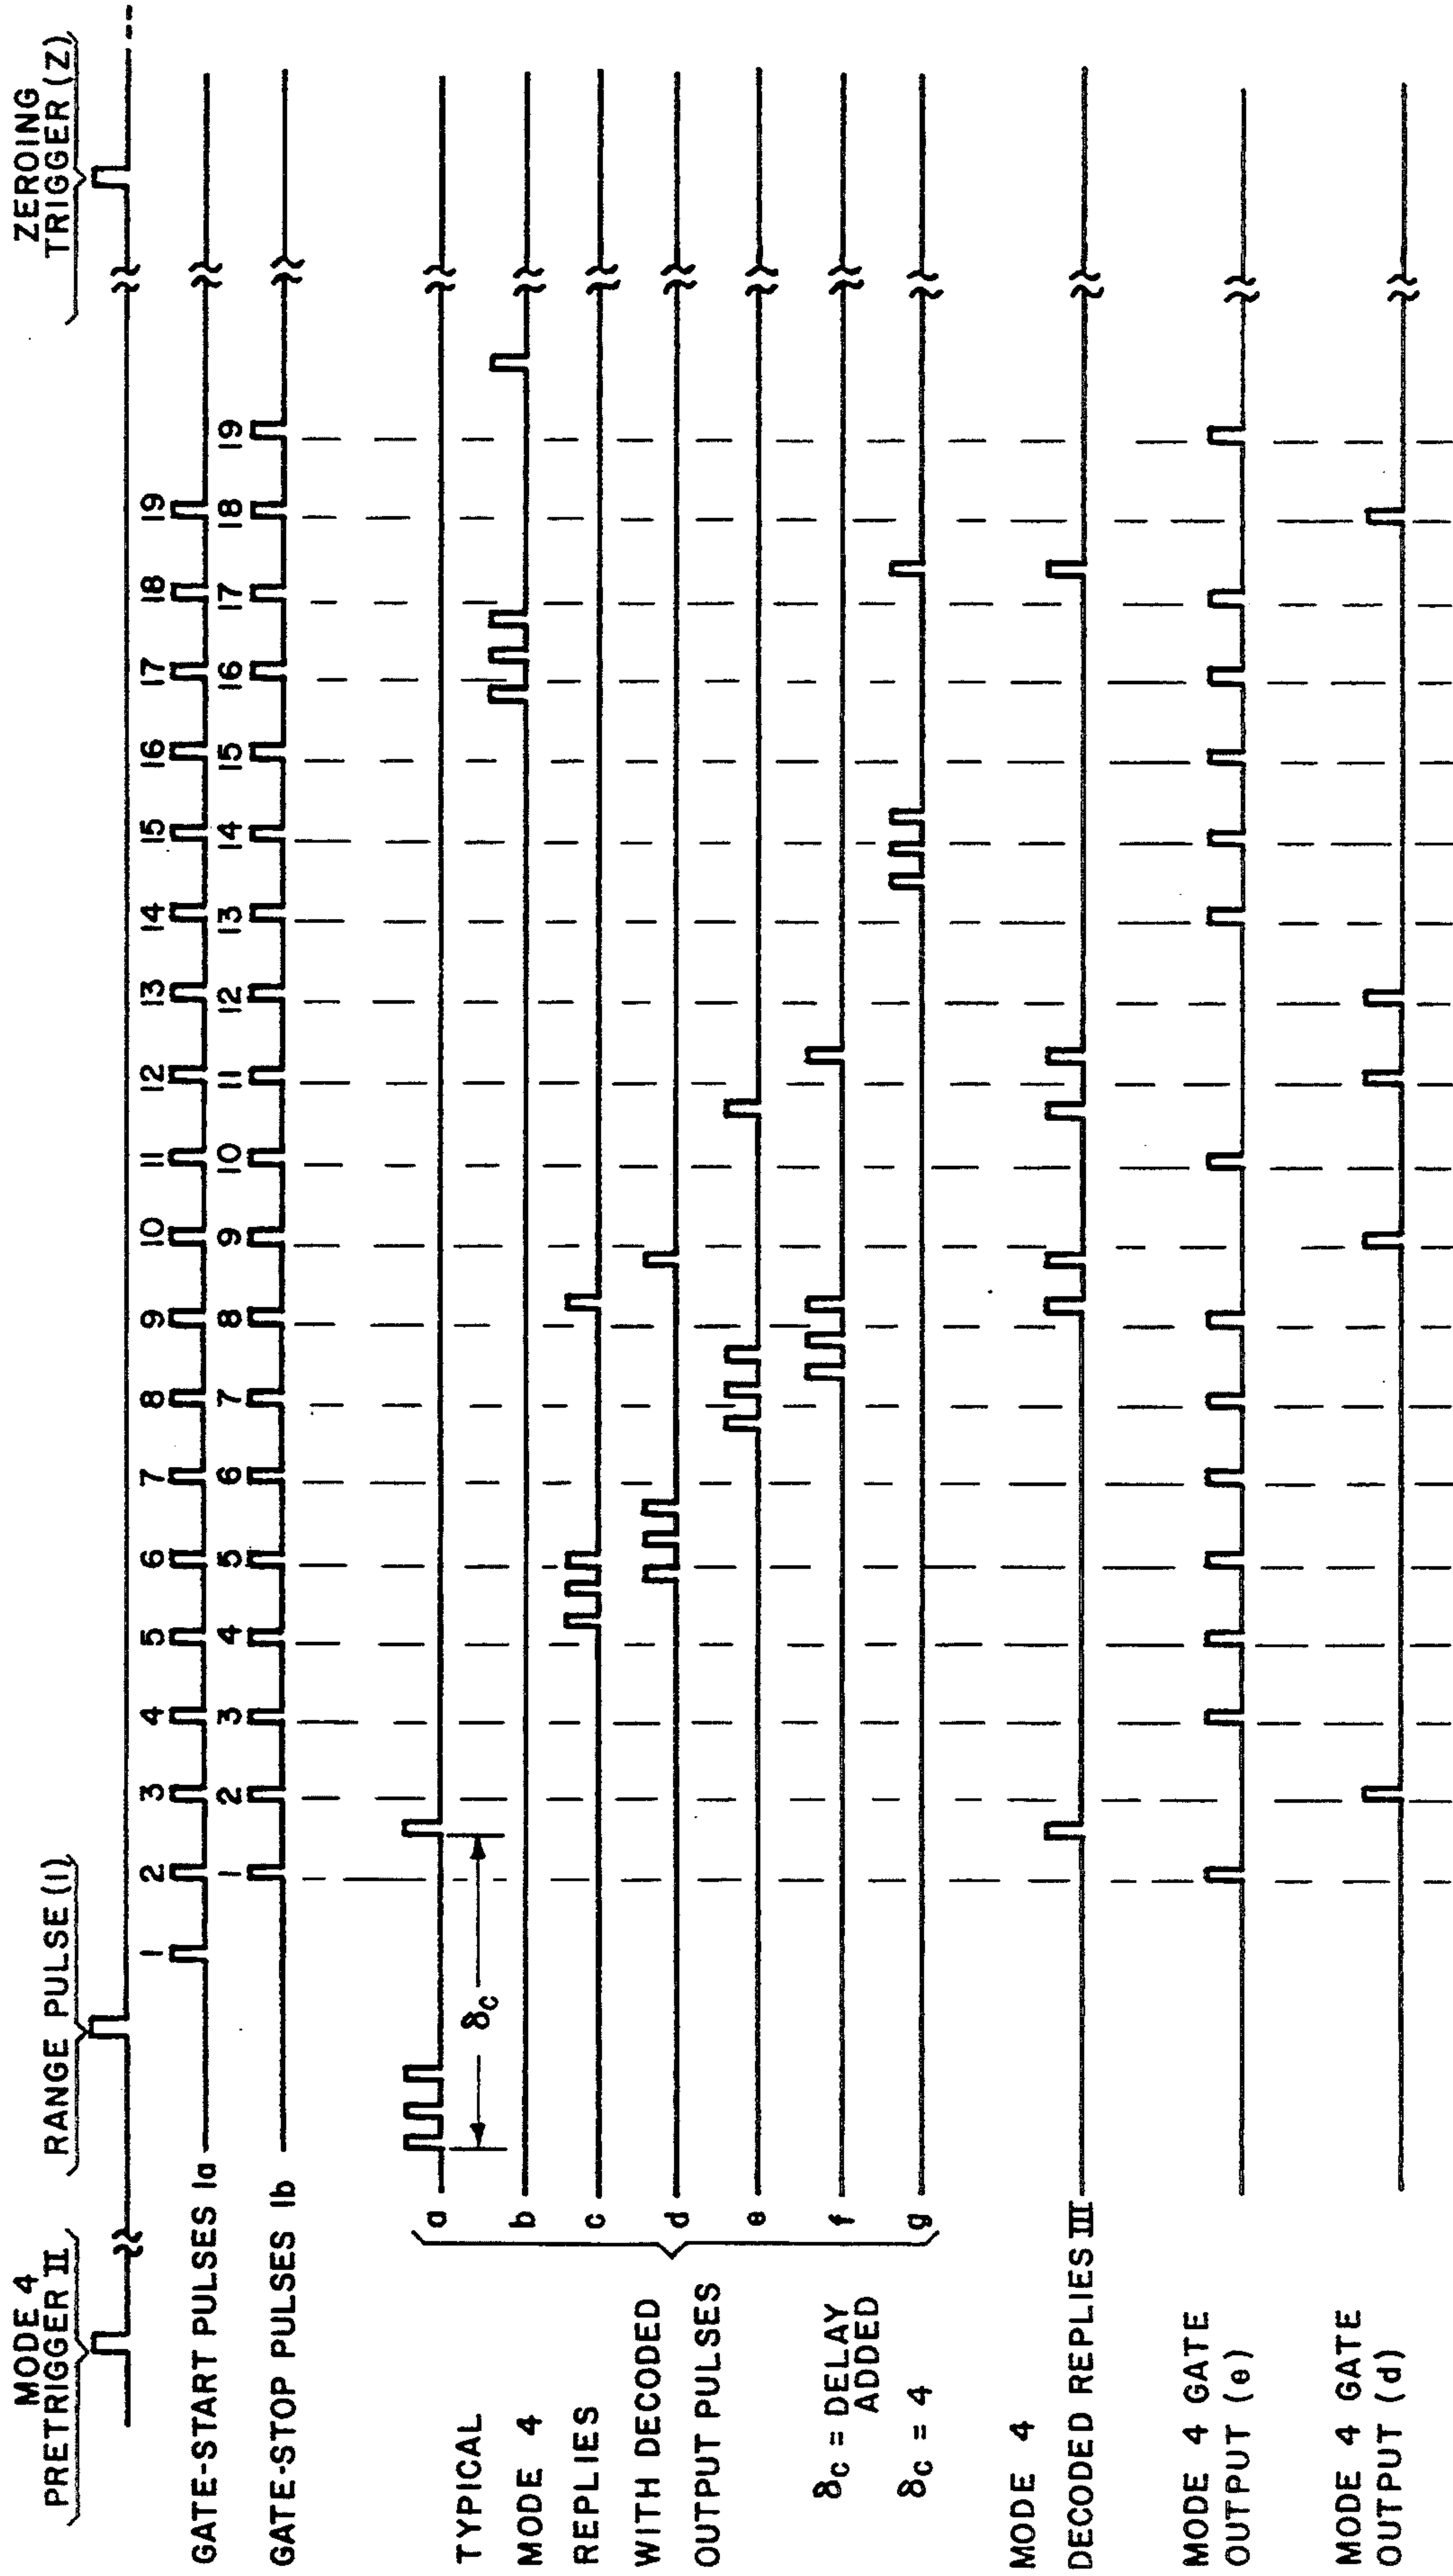 MODE 4
PRETRIGGER II
RANGE PULSE (I)
ZEROING
TRIGGER (Z)
GATE-START PULSES Ia
1 2 3 4 5 6 7 8 9 10 11 12 13 14 15 16 17 18 19
GATE-STOP PULSES Ib
1 2 3 4 5 6 7 8 9 10 11 12 13 14 15 16 17 18 19
TYPICAL
MODE 4
REPLIES
WITH DECODED
OUTPUT PULSES
δc = DELAY
ADDED
δc = 4
a
b
c
d
e
f
g
δc
MODE 4
DECODED REPLIES III
MODE 4 GATE
OUTPUT (e)
MODE 4 GATE
OUTPUT (d)